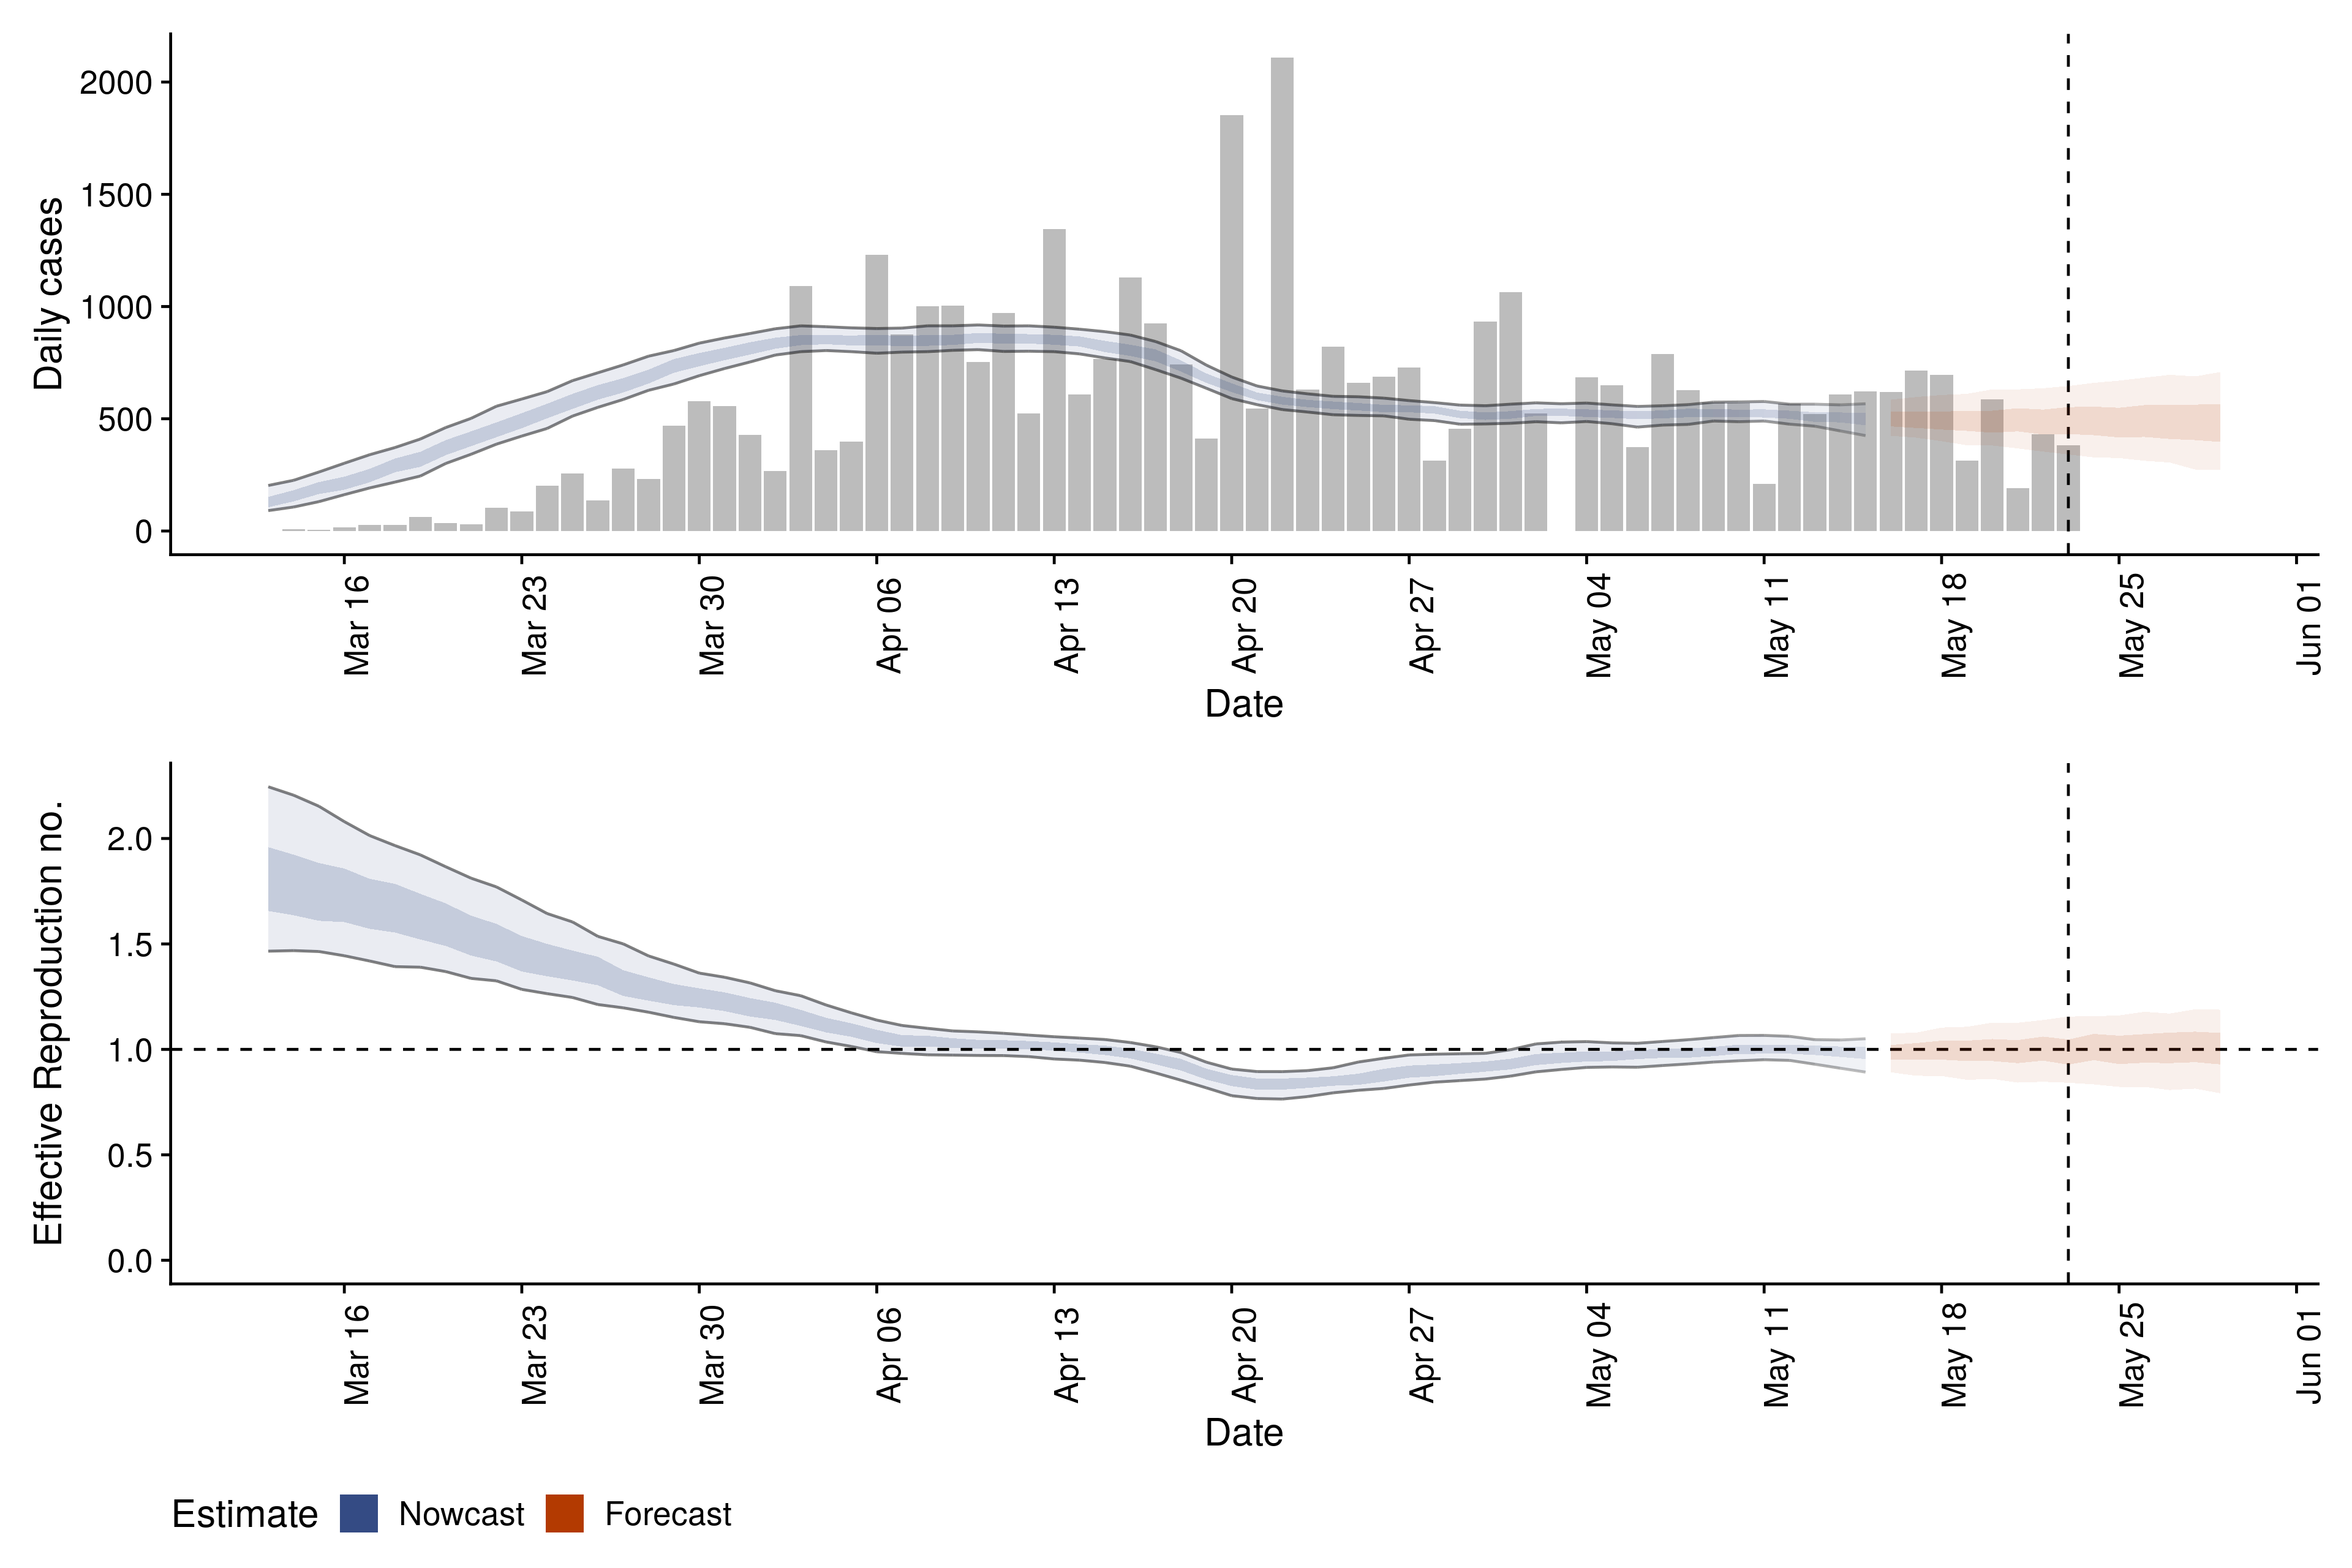 Daily cases
2000
1500
1000
500
0
Mar 16 Mar 23 Mar 30 Apr 06 Apr 13 Apr 20 Apr 27 May 04 May 11 May 18 May 25 Jun 01
Date
Effective Reproduction no.
2.0
1.5
1.0
0.5
0.0
Mar 16 Mar 23 Mar 30 Apr 06 Apr 13 Apr 20 Apr 27 May 04 May 11 May 18 May 25 Jun 01
Date
Estimate Nowcast Forecast